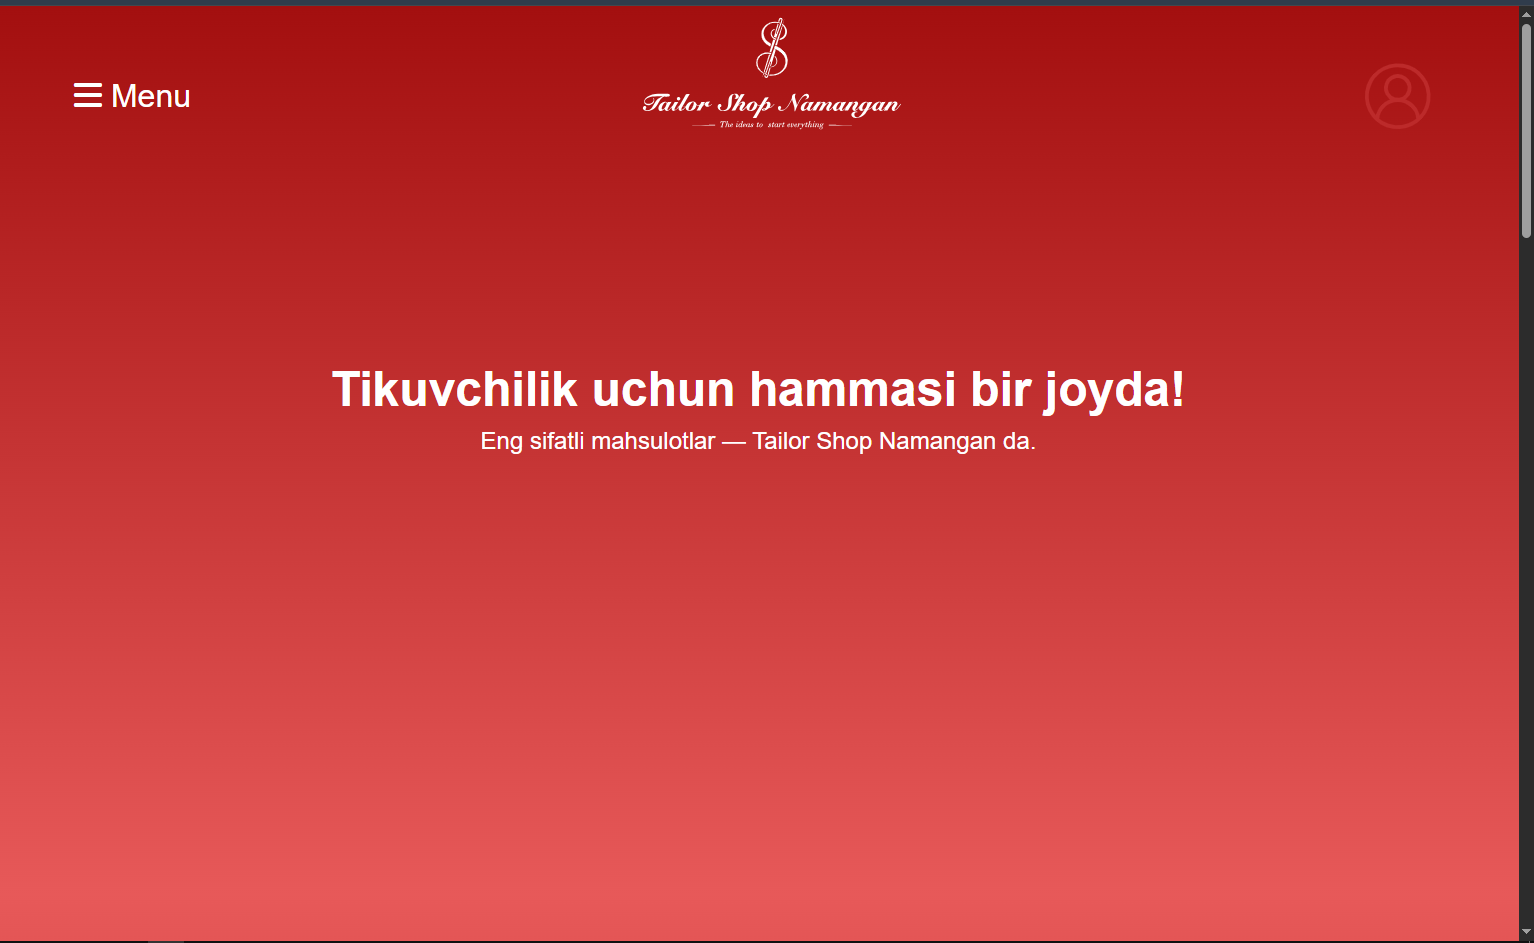 Menu
Tailor Shop Namangan
The ideas to start everything
Tikuvchilik uchun hammasi bir joyda!
Eng sifatli mahsulotlar — Tailor Shop Namangan da.